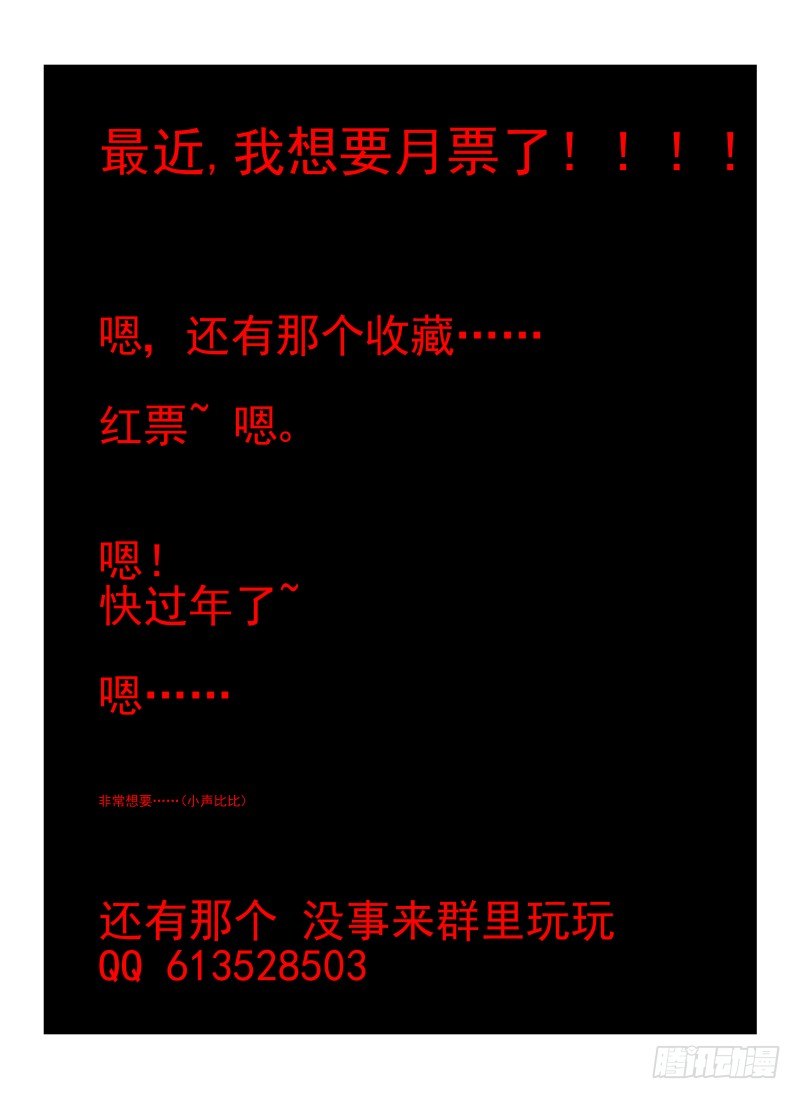 最近,我想要月票了！！！！
嗯，还有那个收藏……
红票~ 嗯。
嗯！
快过年了~
嗯……
非常想要……（小声比比）
还有那个 没事来群里玩玩
QQ 613528503
腾讯动漫